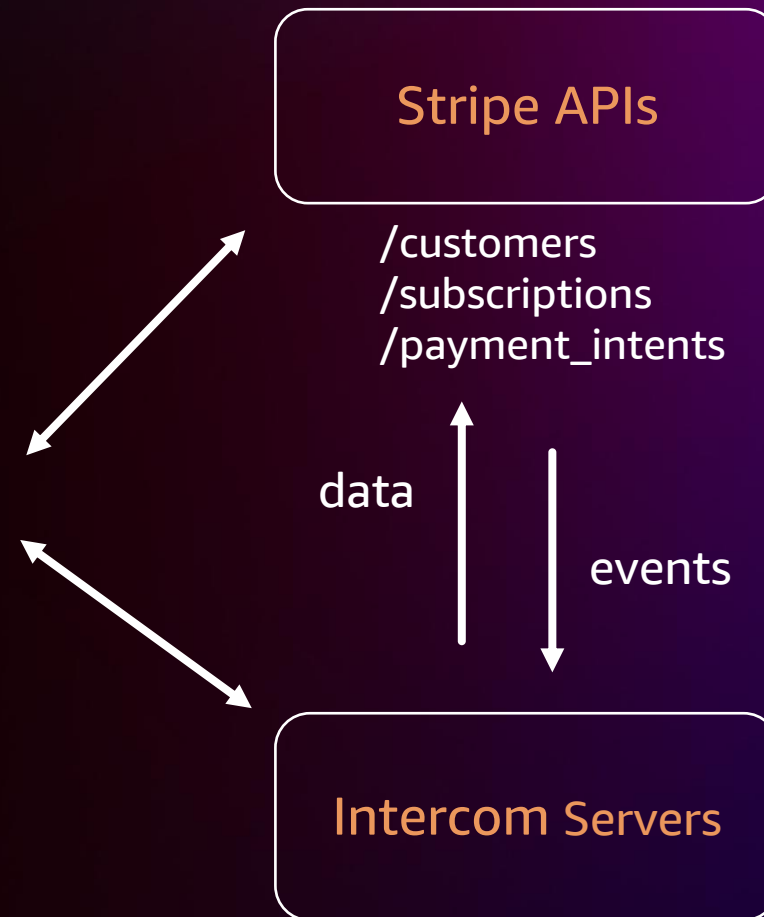 Stripe APIs
/customers
/subscriptions
/payment_intents
data
events
Intercom Servers